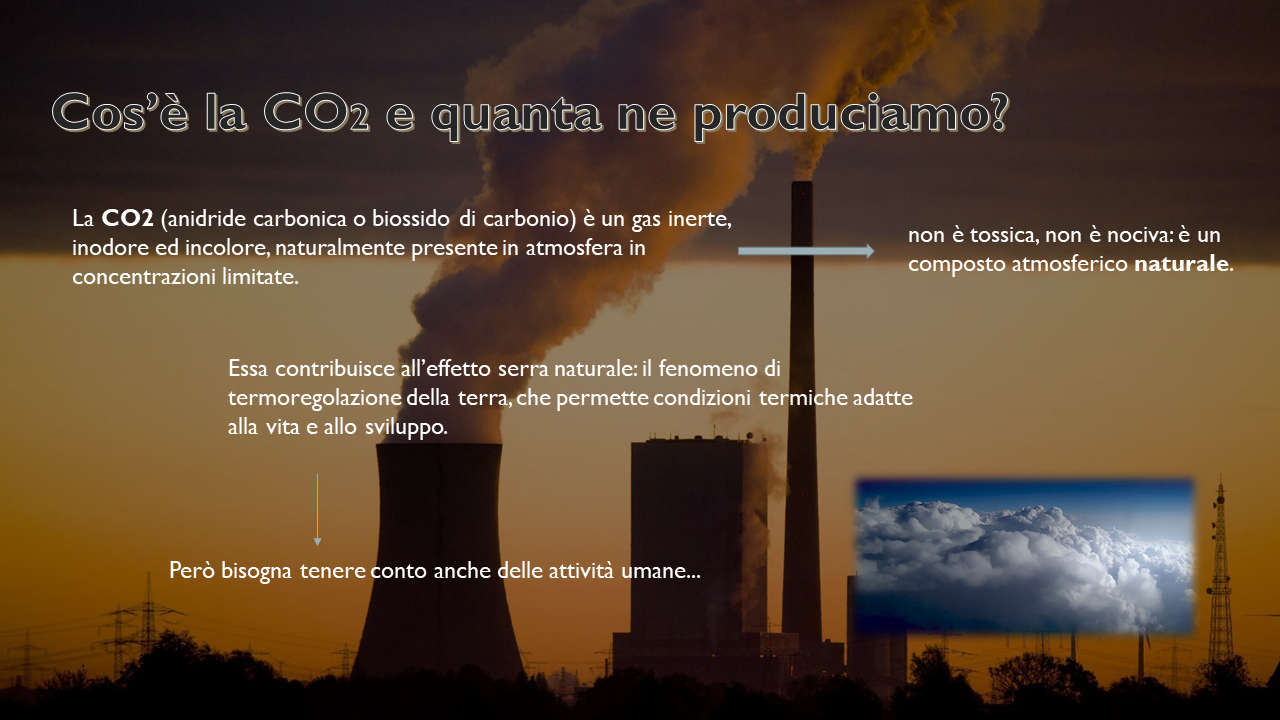 Cos’è la CO2 e quanta ne produciamo?
La CO2 (anidride carbonica o biossido di carbonio) è un gas inerte,
inodore ed incolore, naturalmente presente in atmosfera in
concentrazioni limitate.
non è tossica, non è nociva: è un
composto atmosferico naturale.
Essa contribuisce all’effetto serra naturale: il fenomeno di
termoregolazione della terra, che permette condizioni termiche adatte
alla vita e allo sviluppo.
Però bisogna tenere conto anche delle attività umane...